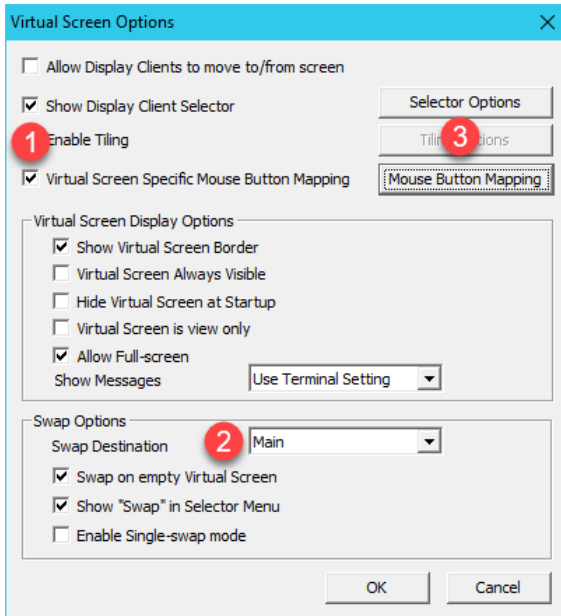 Virtual Screen Options
Allow Display Clients to move to/from screen
Show Display Client Selector
Selector Options
1
Enable Tiling
3
Virtual Screen Specific Mouse Button Mapping
Mouse Button Mapping
Virtual Screen Display Options
Show Virtual Screen Border
Virtual Screen Always Visible
Hide Virtual Screen at Startup
Virtual Screen is view only
Allow Full-screen
Show Messages
Use Terminal Setting
Swap Options
Swap Destination
2
Main
Swap on empty Virtual Screen
Show "Swap" in Selector Menu
Enable Single-swap mode
OK
Cancel